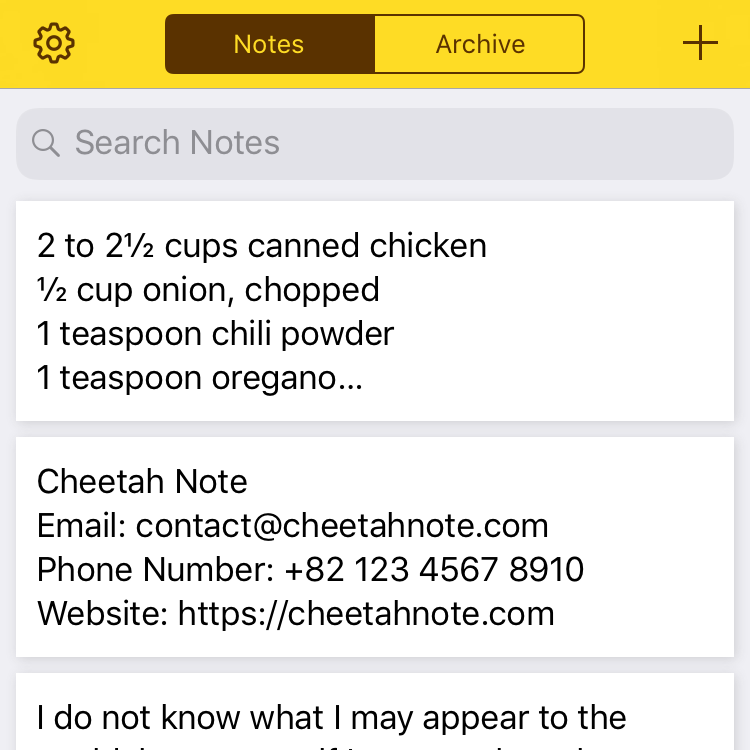 Notes
Archive
Search Notes
2 to 2½ cups canned chicken
½ cup onion, chopped
1 teaspoon chili powder
1 teaspoon oregano...
Cheetah Note
Email: contact@cheetahnote.com
Phone Number: +82 123 4567 8910
Website: https://cheetahnote.com
I do not know what I may appear to the